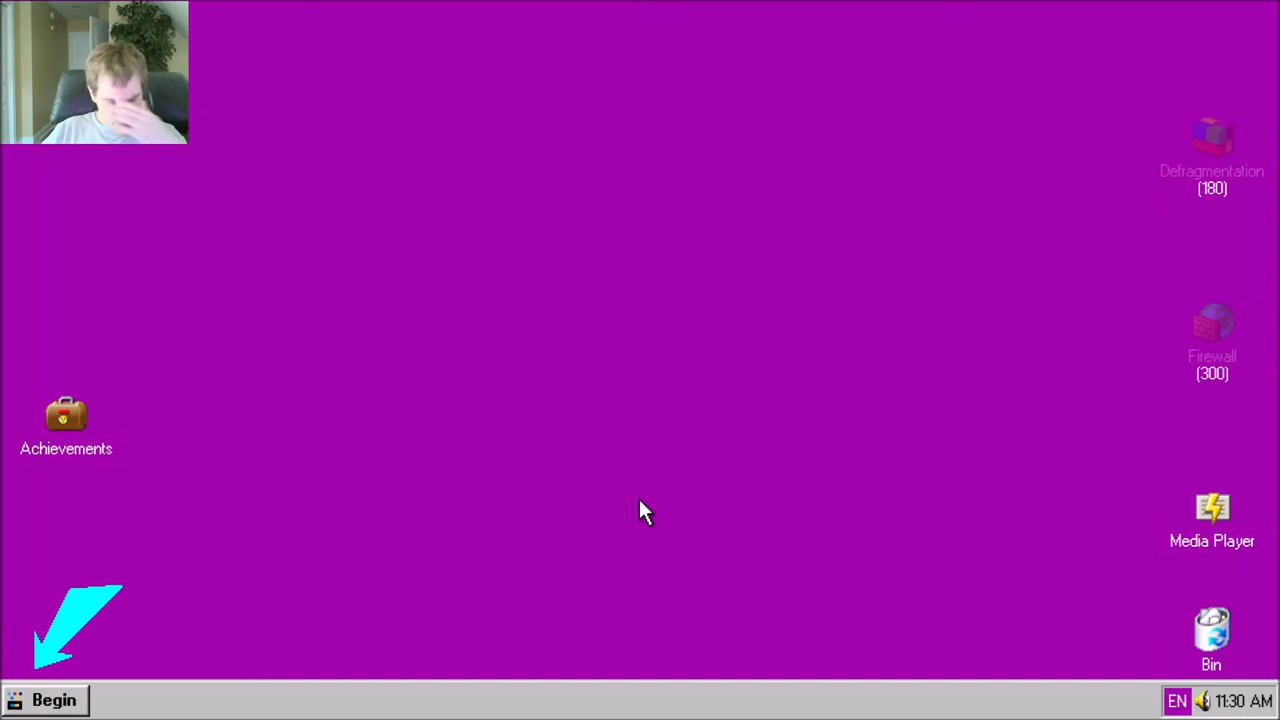 Defragmentation
(180)
Firewall
(300)
Achievements
Media Player
Bin
Begin
EN 11:30 AM